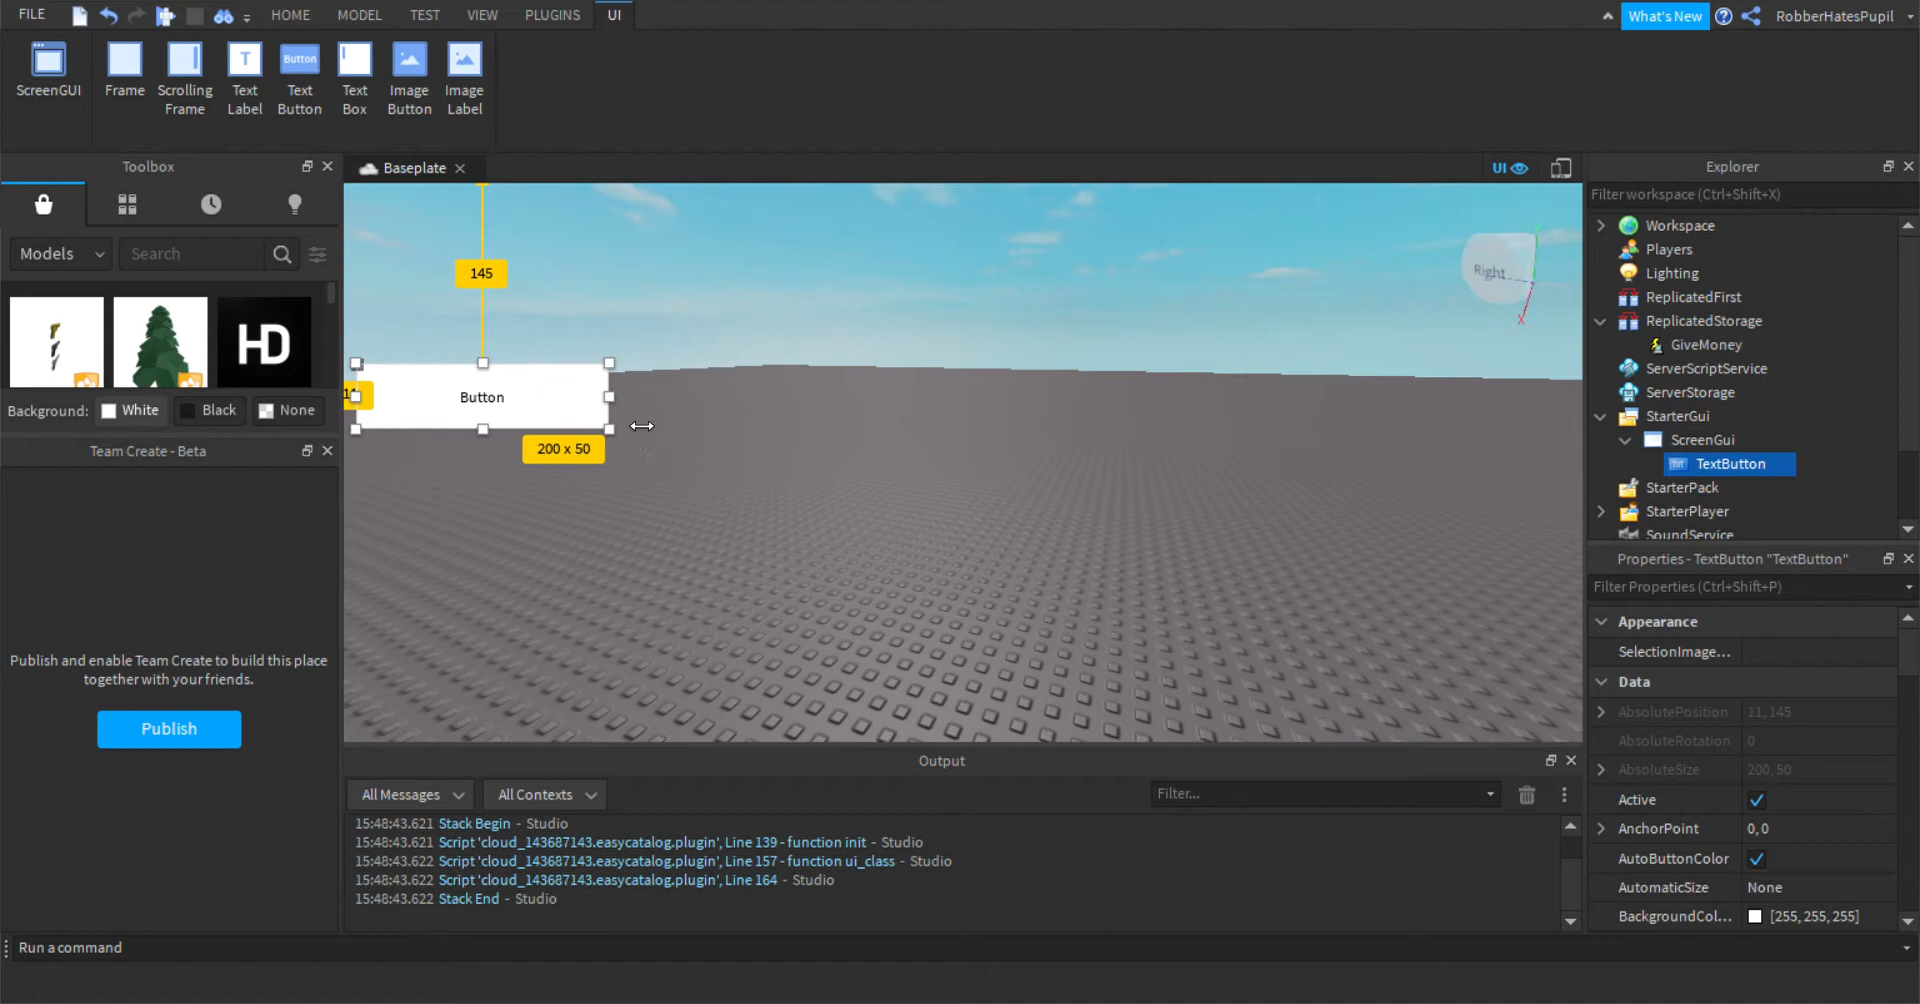 FILE
HOME
MODEL
TEST
VIEW
PLUGINS
UI
What's New
RobberHatesPupil
ScreenGUI
Frame
Scrolling
Frame
T
Text
Label
Button
Text
Button
Text
Box
Image
Button
Image
Label
Toolbox
Models
Search
HD
Background:
White
Black
None
Team Create - Beta
Publish and enable Team Create to build this place
together with your friends.
Publish
Baseplate
UI
145
Right
X
Button
200 x 50
Output
All Messages
All Contexts
Filter...
15:48:43.621 Stack Begin - Studio
15:48:43.621 Script 'cloud_143687143.easycatalog.plugin', Line 139 - function init - Studio
15:48:43.622 Script 'cloud_143687143.easycatalog.plugin', Line 157 - function ui_class - Studio
15:48:43.622 Script 'cloud_143687143.easycatalog.plugin', Line 164 - Studio
15:48:43.622 Stack End - Studio
Run a command
Explorer
Filter workspace (Ctrl+Shift+X)
Workspace
Players
Lighting
ReplicatedFirst
ReplicatedStorage
GiveMoney
ServerScriptService
ServerStorage
StarterGui
ScreenGui
TextButton
StarterPack
StarterPlayer
SoundService
Properties - TextButton "TextButton"
Filter Properties (Ctrl+Shift+P)
Appearance
SelectionImage...
Data
AbsolutePosition 11, 145
AbsoluteRotation 0
AbsoluteSize 200, 50
Active
AnchorPoint 0, 0
AutoButtonColor
AutomaticSize None
BackgroundCol... [255, 255, 255]